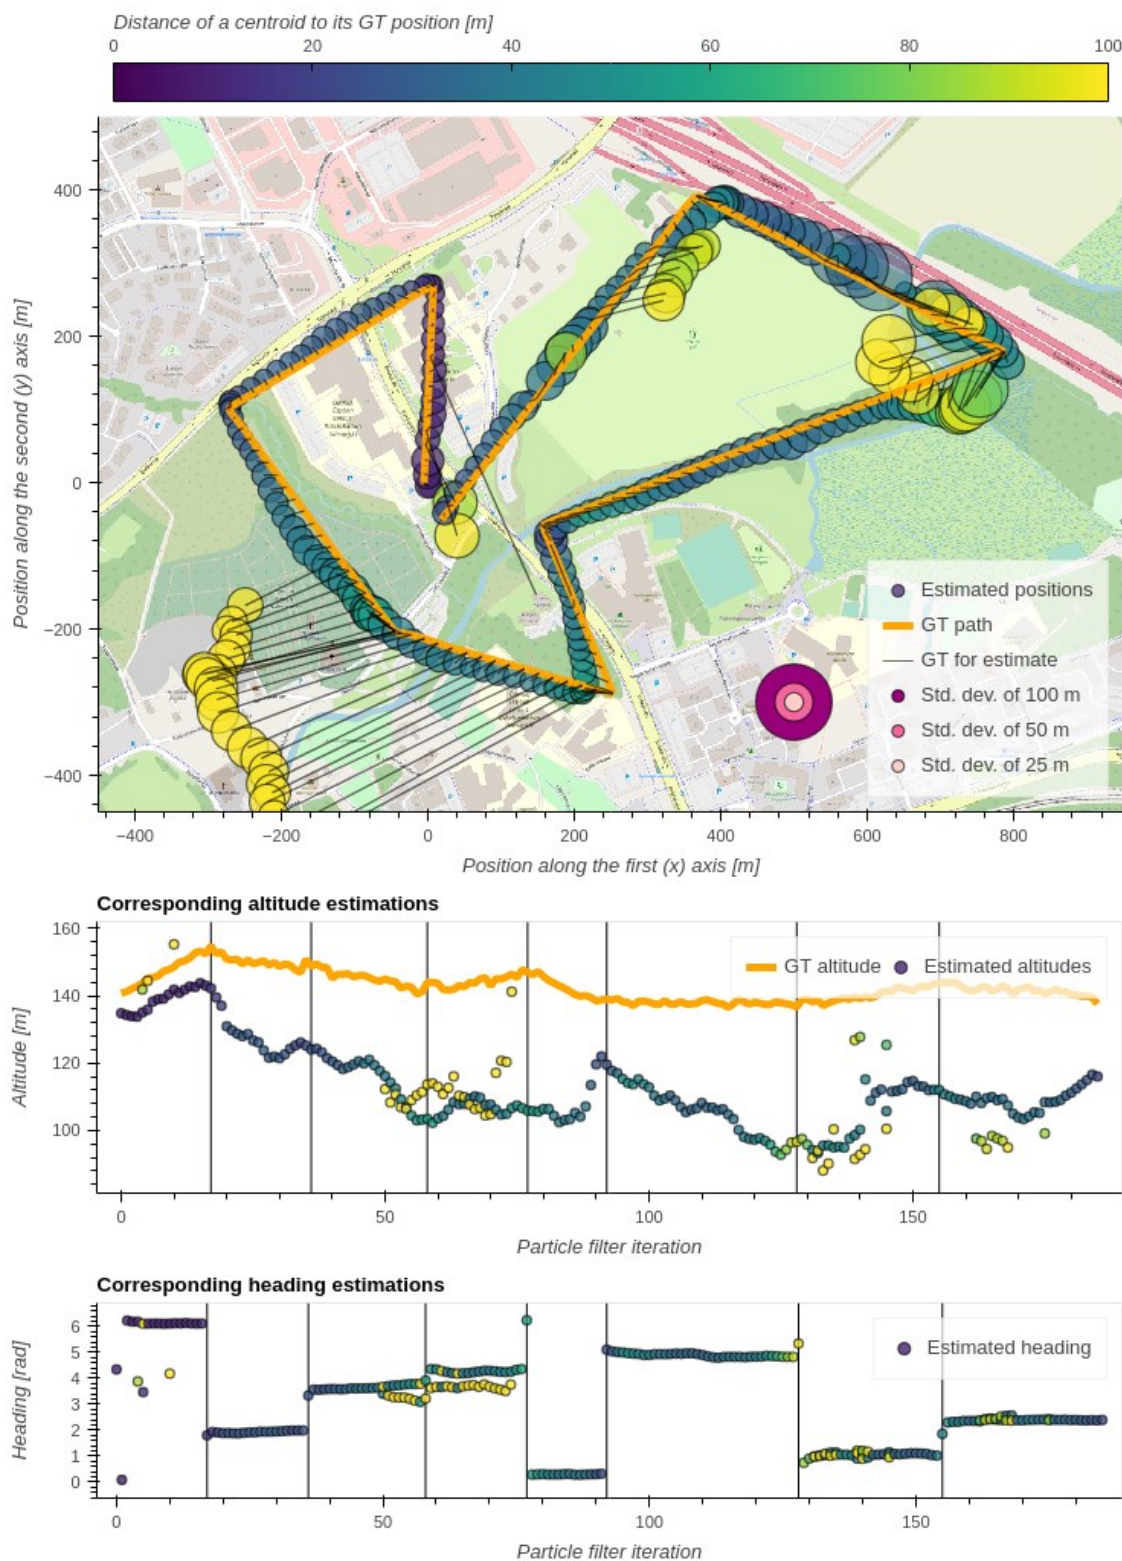 Distance of a centroid to its GT position [m]
0 20 40 60 80 100
Position along the second (y) axis [m]
400
200
0
−200
−400
Estimated positions
GT path
GT for estimate
Std. dev. of 100 m
Std. dev. of 50 m
Std. dev. of 25 m
−400 −200 0 200 400 600 800
Position along the first (x) axis [m]
Corresponding altitude estimations
Altitude [m]
160
140
120
100
GT altitude Estimated altitudes
0 50 100 150
Particle filter iteration
Corresponding heading estimations
Heading [rad]
6
5
4
3
2
1
0
Estimated heading
0 50 100 150
Particle filter iteration